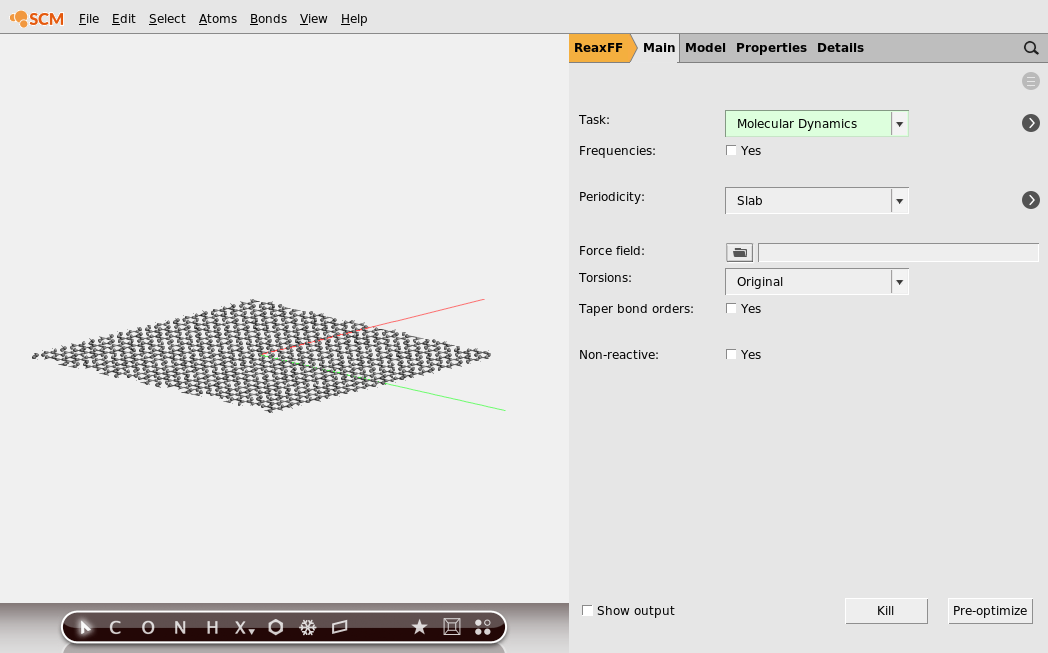 SCM File Edit Select Atoms Bonds View Help
ReaxFF Main Model Properties Details
Task: Molecular Dynamics
Frequencies: Yes
Periodicity: Slab
Force field:
Torsions: Original
Taper bond orders: Yes
Non-reactive: Yes
Show output Kill Pre-optimize
C O N H X